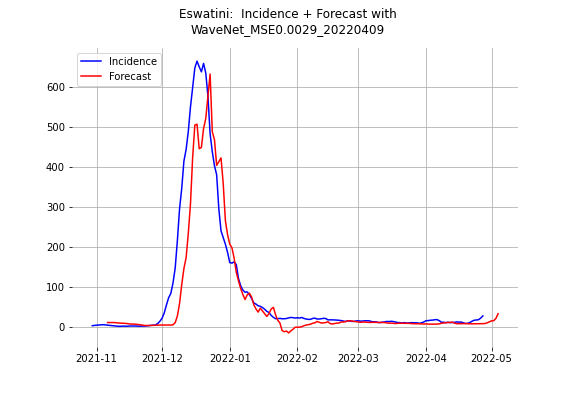 Eswatini:  Incidence + Forecast with
WaveNet_MSE0.0029_20220409
Incidence
Forecast
600
500
400
300
200
100
0
2021-11 2021-12 2022-01 2022-02 2022-03 2022-04 2022-05